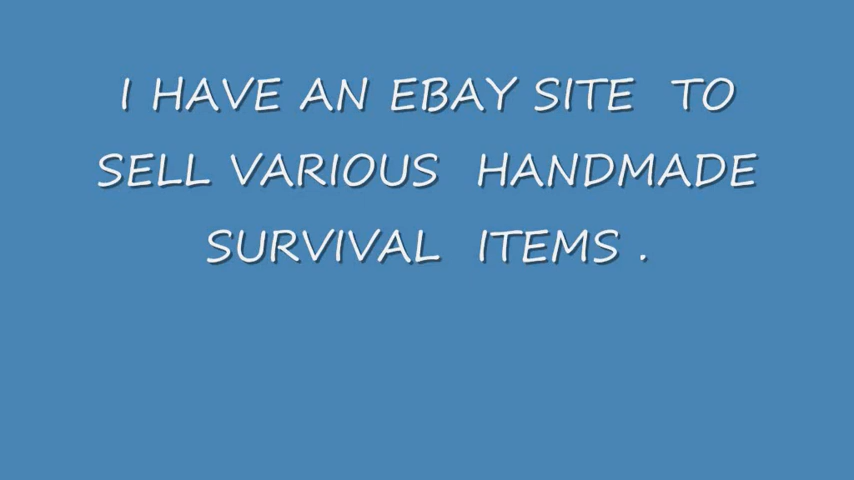 I HAVE AN EBAY SITE TO
SELL VARIOUS HANDMADE
SURVIVAL ITEMS .